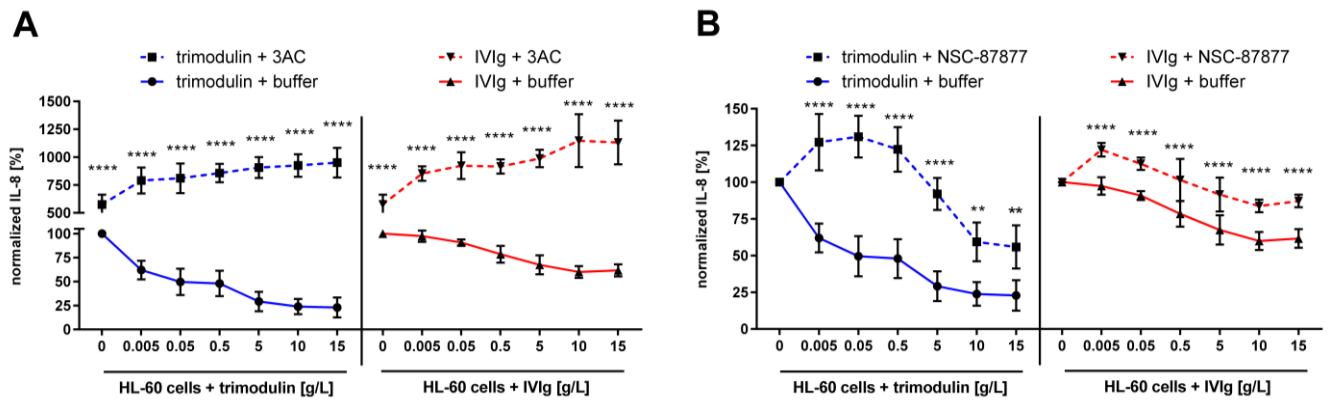 A
trimodulin + 3AC
trimodulin + buffer
IVIg + 3AC
IVIg + buffer
normalized IL-8 [%]
1500
1250
1000
750
500
100
75
50
25
0
**** **** **** **** **** **** ****
**** **** **** **** **** **** ****
0 0.005 0.05 0.5 5 10 15
0 0.005 0.05 0.5 5 10 15
HL-60 cells + trimodulin [g/L]
HL-60 cells + IVIg [g/L]
B
trimodulin + NSC-87877
trimodulin + buffer
IVIg + NSC-87877
IVIg + buffer
normalized IL-8 [%]
150
125
100
75
50
25
0
**** **** **** **** ** **
**** **** **** **** **** ****
0 0.005 0.05 0.5 5 10 15
0 0.005 0.05 0.5 5 10 15
HL-60 cells + trimodulin [g/L]
HL-60 cells + IVIg [g/L]